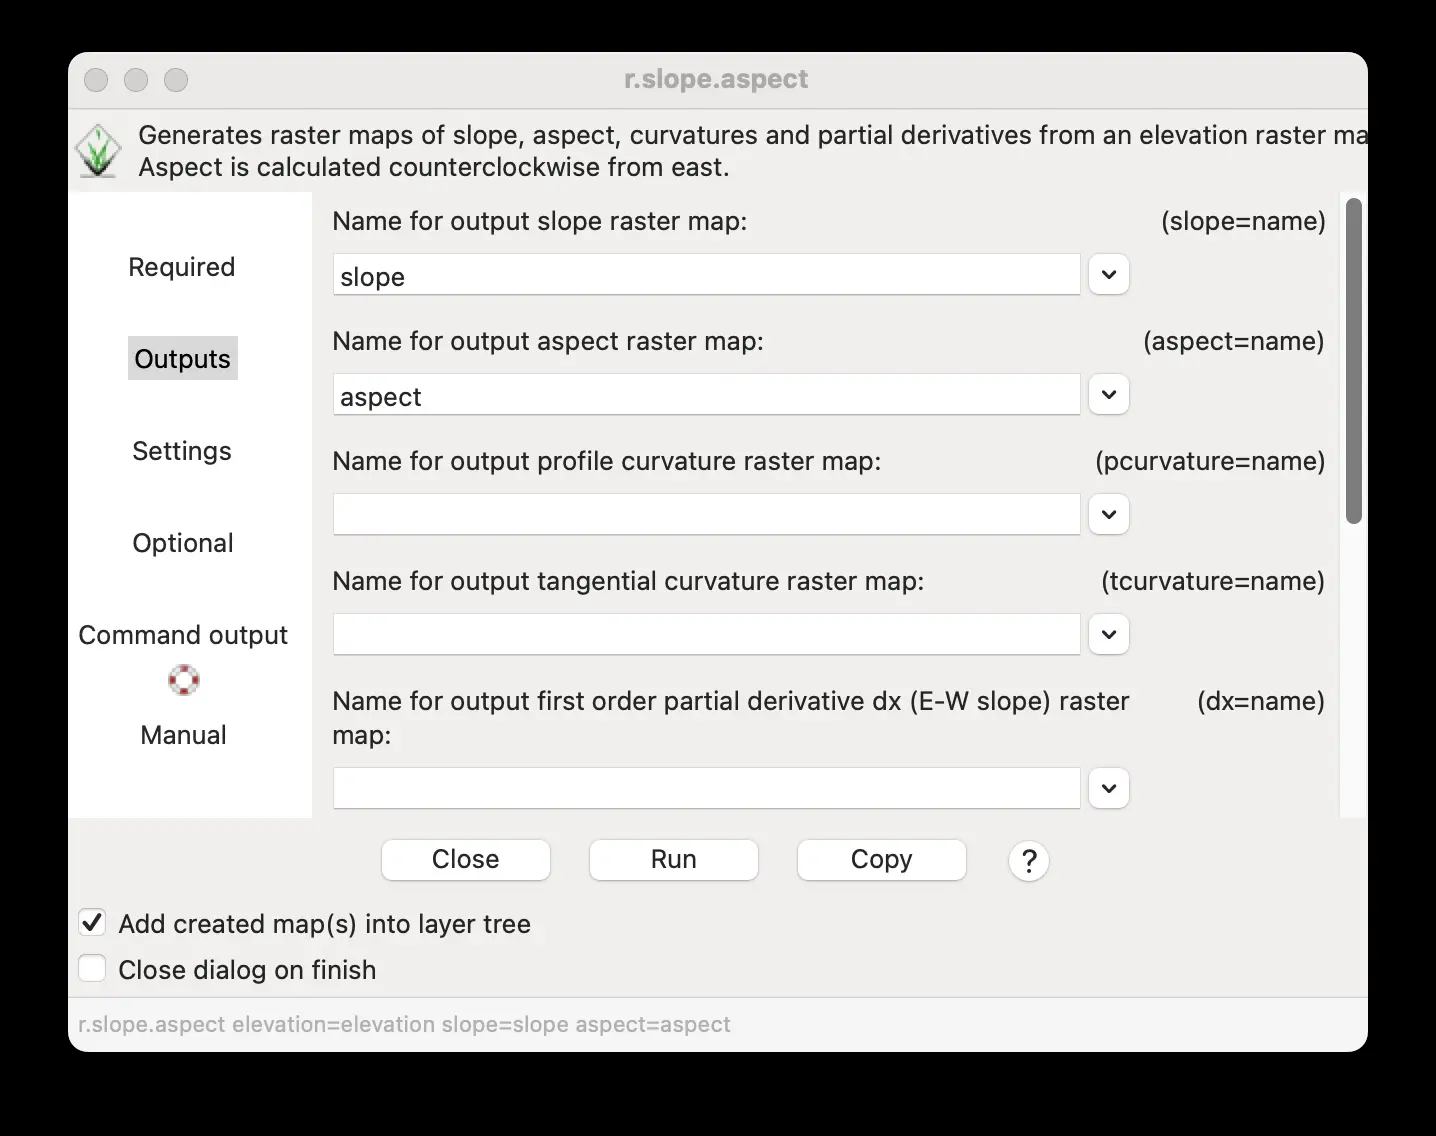 r.slope.aspect
Generates raster maps of slope, aspect, curvatures and partial derivatives from an elevation raster ma
Aspect is calculated counterclockwise from east.
Required
Outputs
Settings
Optional
Command output
Manual
Name for output slope raster map: (slope=name)
slope
Name for output aspect raster map: (aspect=name)
aspect
Name for output profile curvature raster map: (pcurvature=name)
Name for output tangential curvature raster map: (tcurvature=name)
Name for output first order partial derivative dx (E-W slope) raster (dx=name)
map:
Close Run Copy ?
Add created map(s) into layer tree
Close dialog on finish
r.slope.aspect elevation=elevation slope=slope aspect=aspect